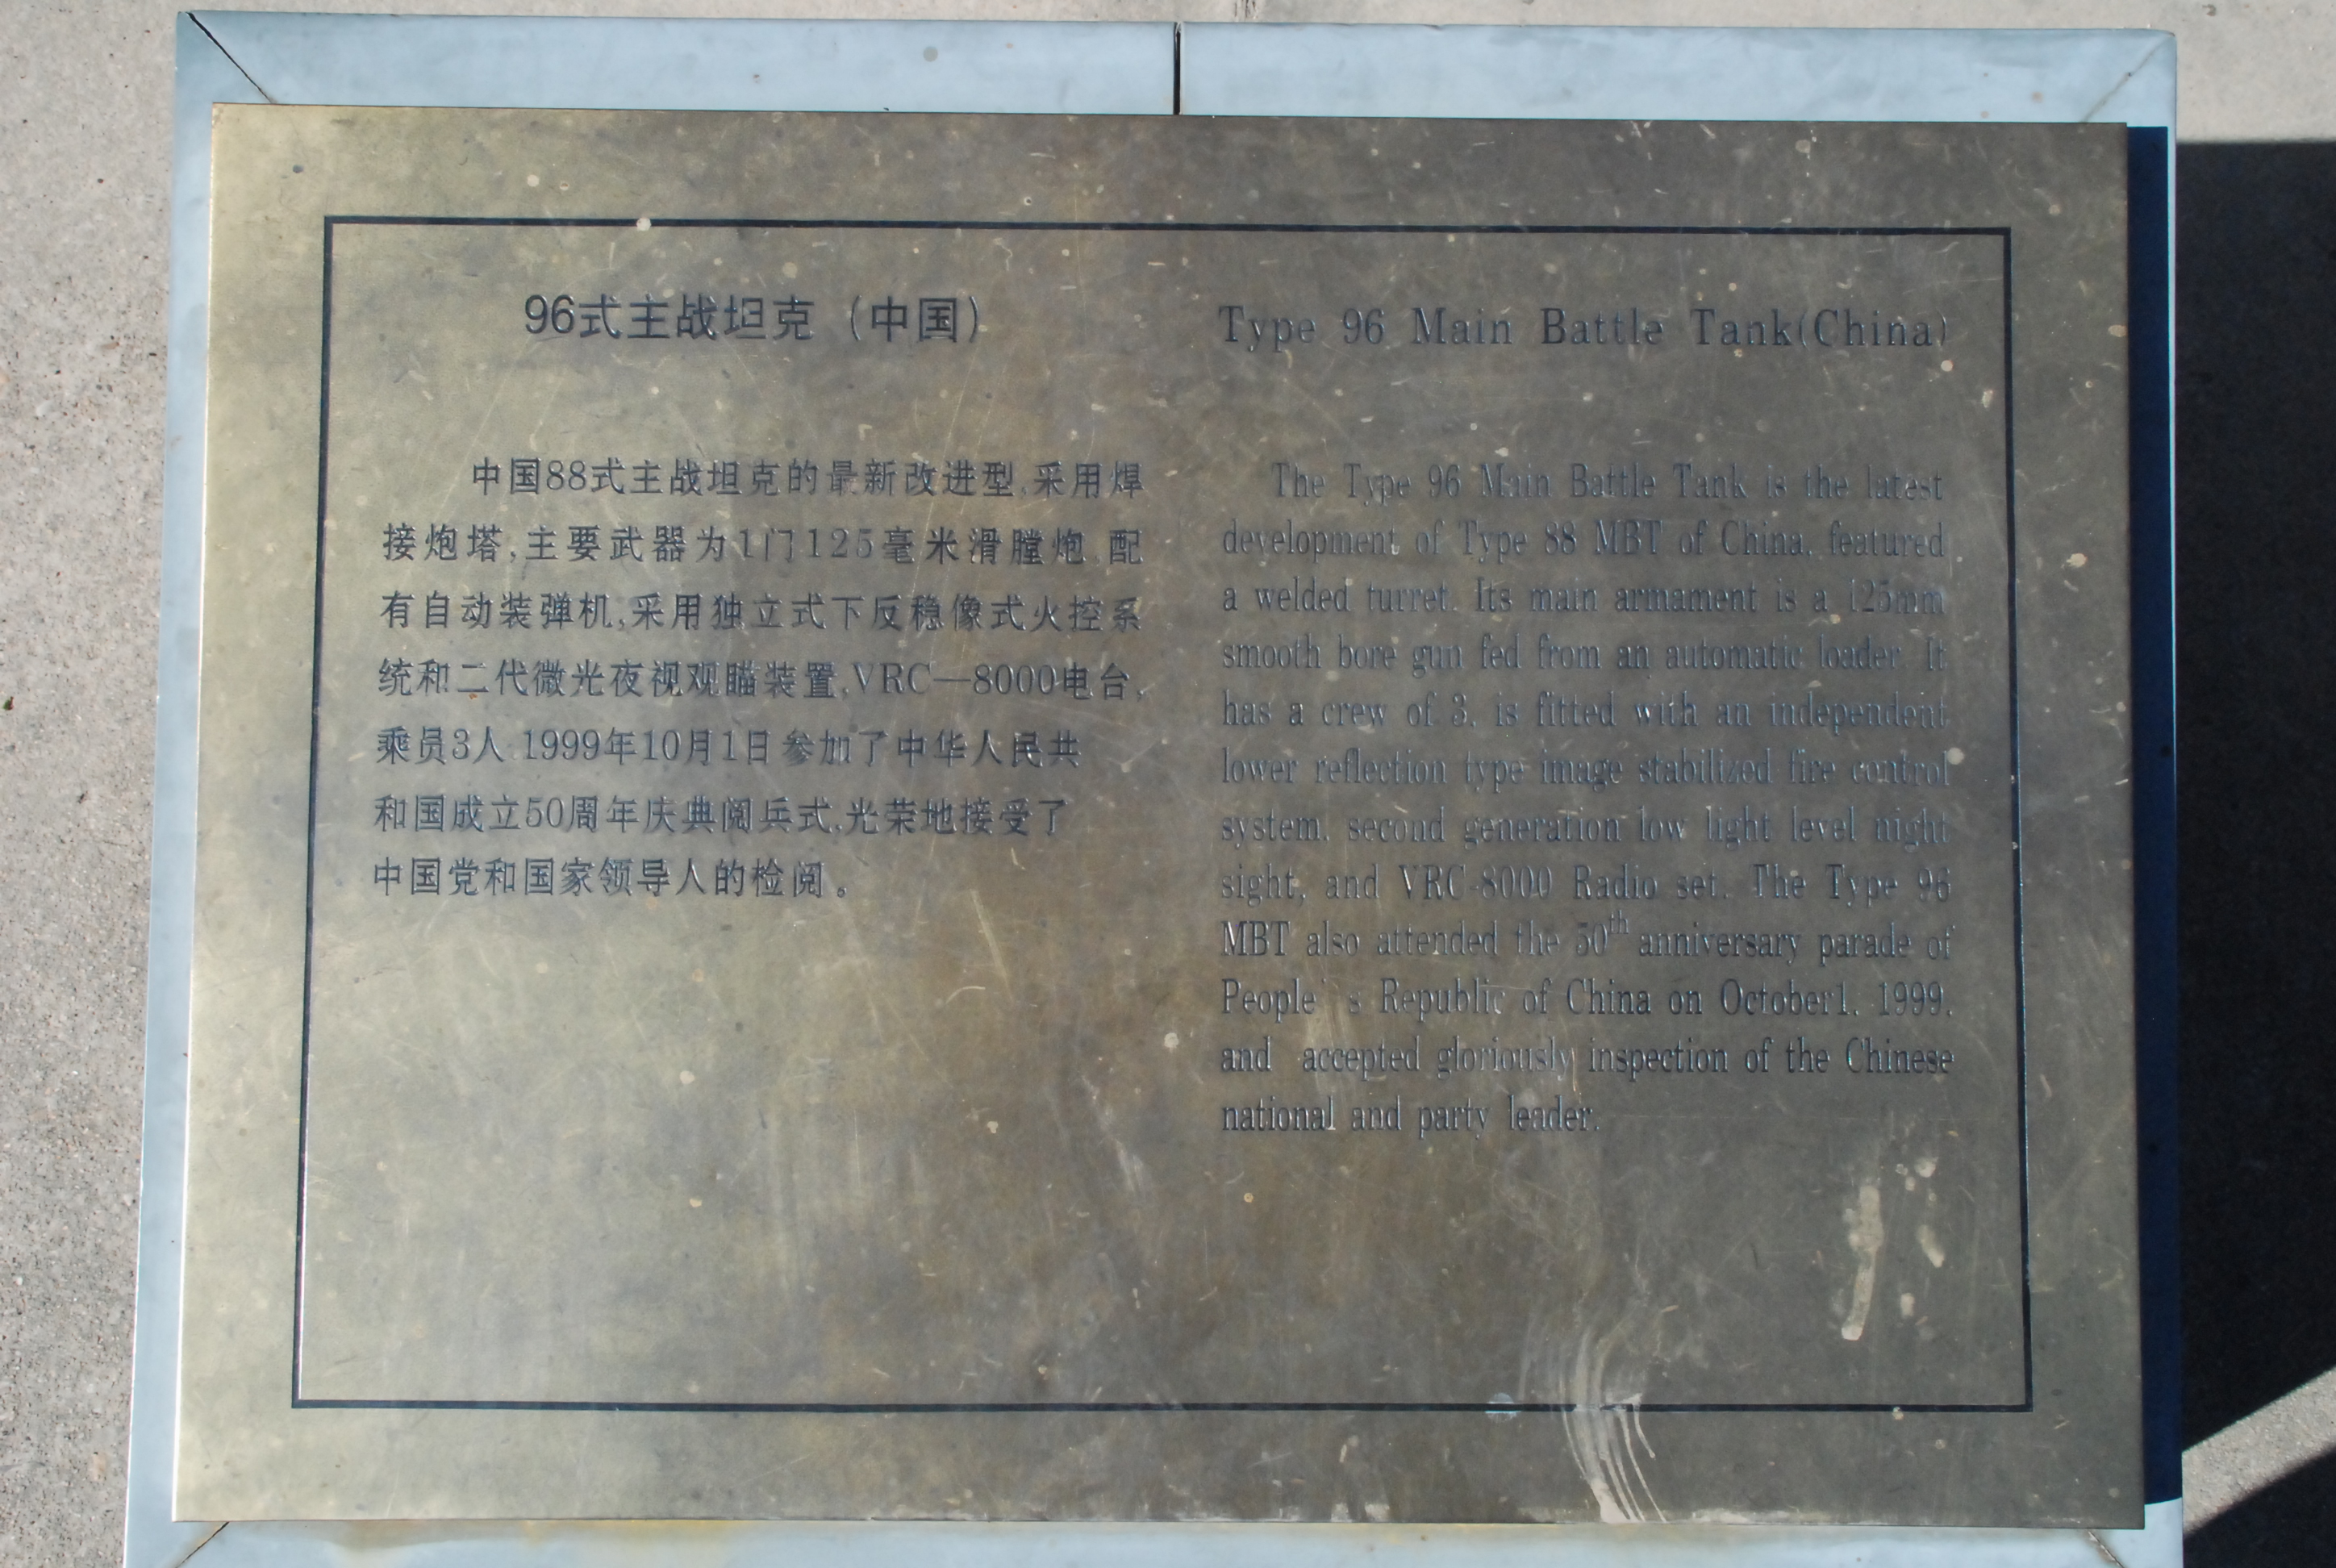 96式主战坦克（中国）
中国88式主战坦克的最新改进型,采用焊
接炮塔,主要武器为1门125毫米滑膛炮,配
有自动装弹机,采用独立式下反稳像式火控系
统和二代微光夜视观瞄装置,VRC—8000电台,
乘员3人.1999年10月1日参加了中华人民共
和国成立50周年庆典阅兵式,光荣地接受了
中国党和国家领导人的检阅。
Type 96 Main Battle Tank(China)
The Type 96 Main Battle Tank is the latest
development of Type 88 MBT of China, featured
a welded turret. Its main armament is a 125mm
smooth bore gun fed from an automatic loader. It
has a crew of 3, is fitted with an independent
lower reflection type image stabilized fire control
system, second generation low light level night
sight, and VRC-8000 Radio set. The Type 96
MBT also attended the 50th anniversary parade of
People's Republic of China on October1, 1999,
and accepted gloriously inspection of the Chinese
national and party leader.